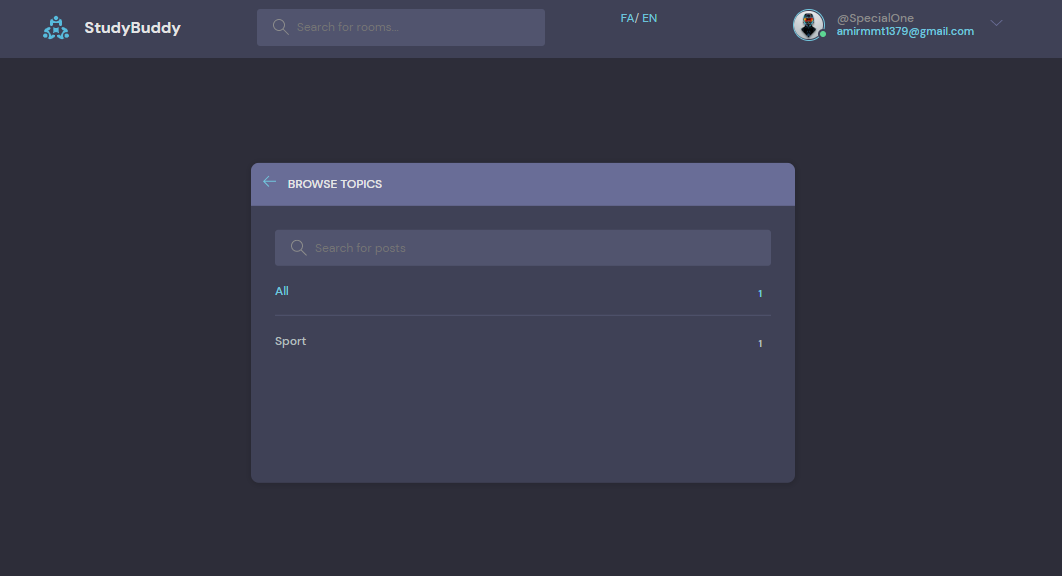 StudyBuddy
Search for rooms...
FA/ EN
@SpecialOne
amirmmt1379@gmail.com
BROWSE TOPICS
Search for posts
All 1
Sport 1